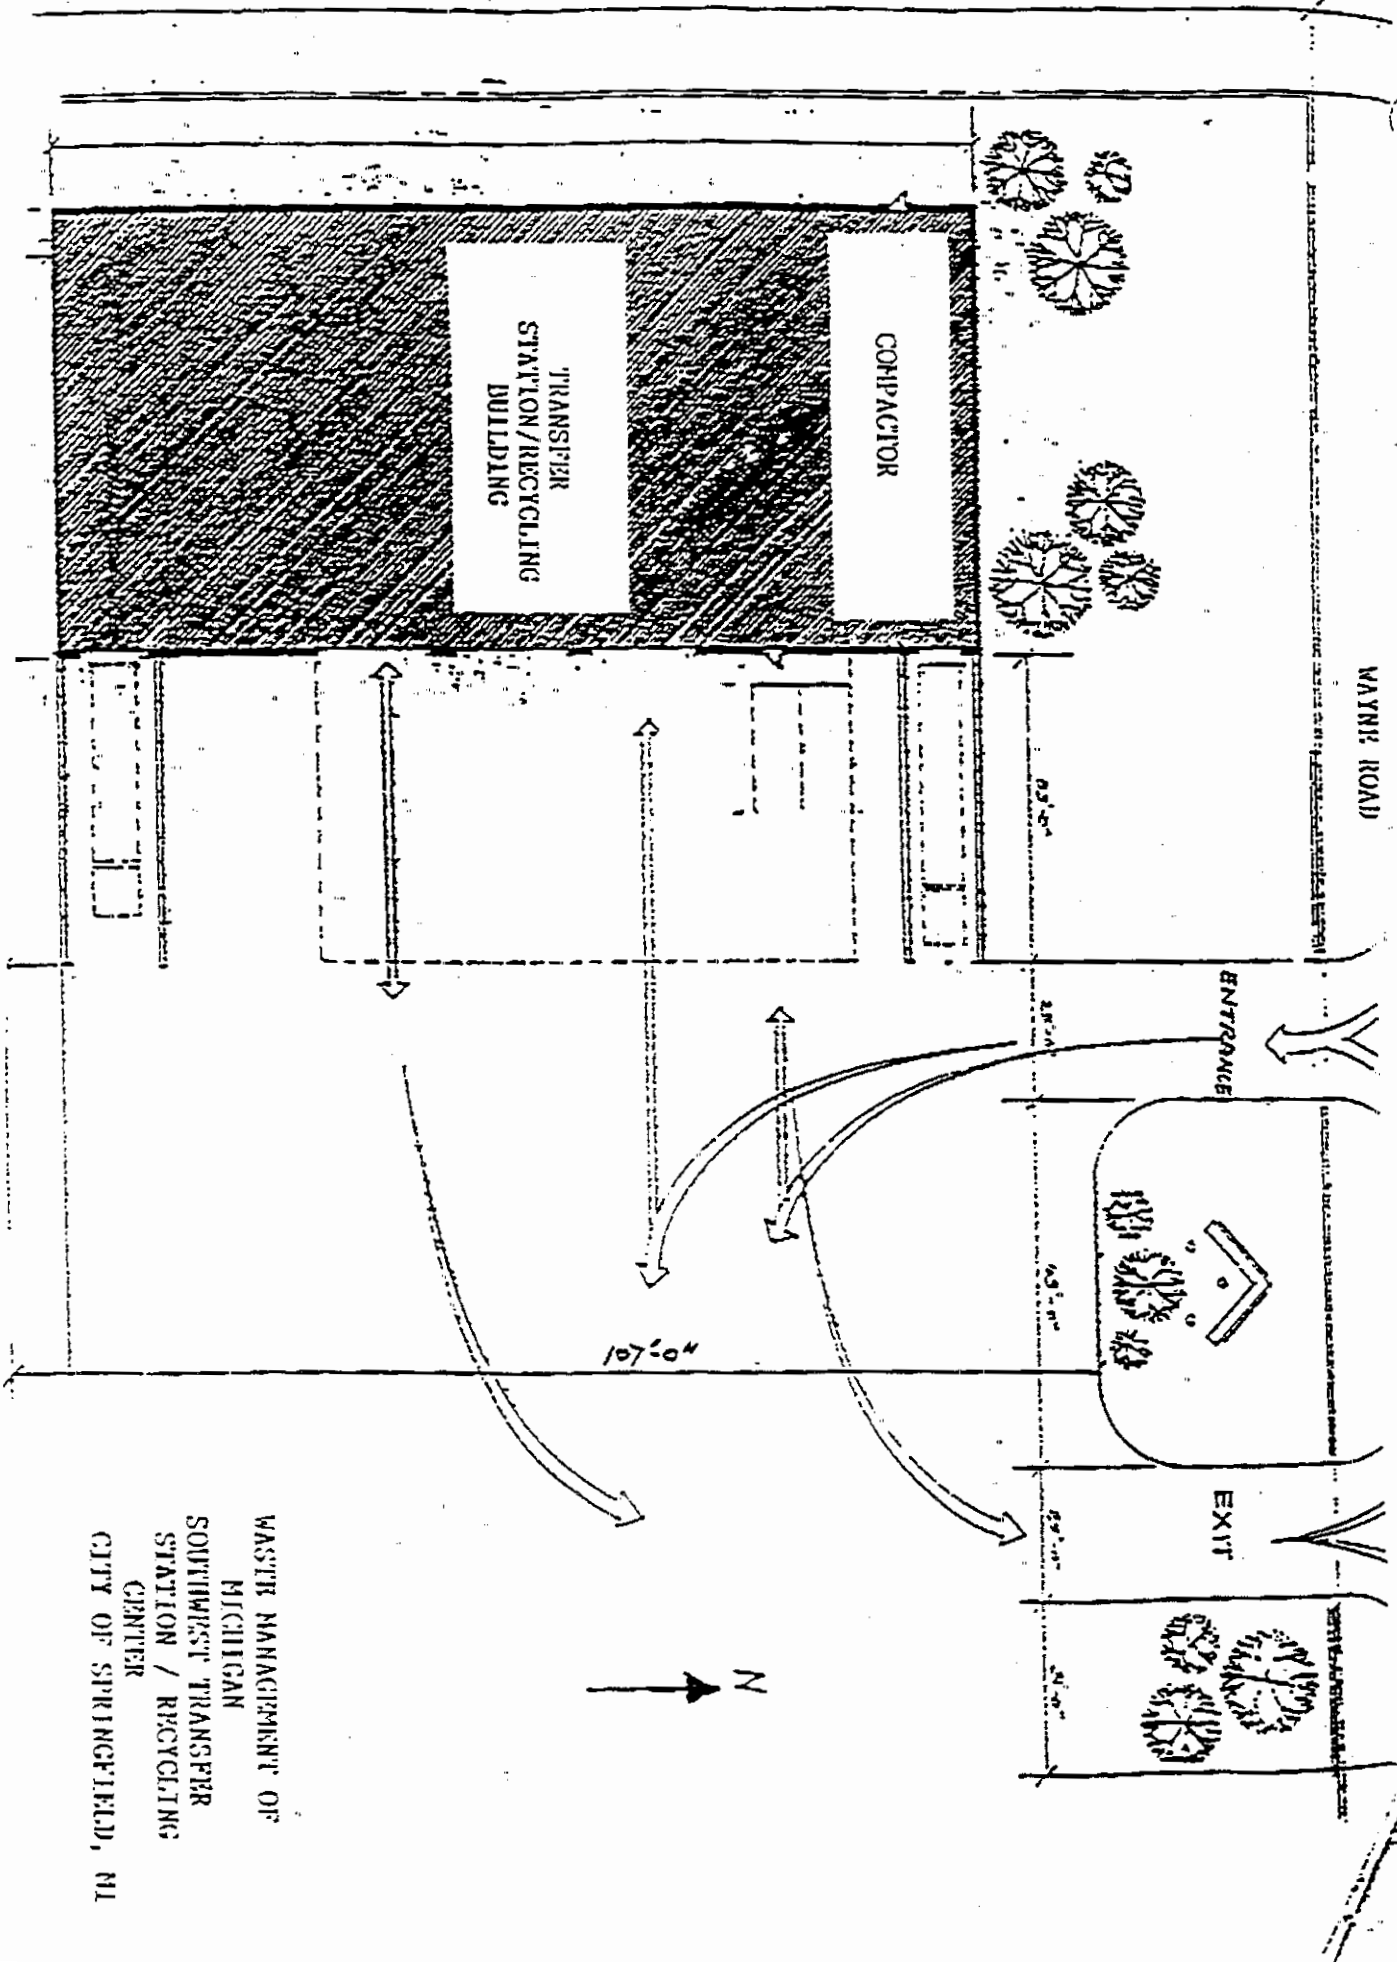 WAYNE ROAD
COMPACTOR
TRANSFER
STATION/RECYCLING
BUILDING
ENTRANCE
EXIT
107'-0"
N
WASTE MANAGEMENT OF
MICHIGAN
SOUTHWEST TRANSFER
STATION / RECYCLING
CENTER
CITY OF SPRINGFIELD, MI